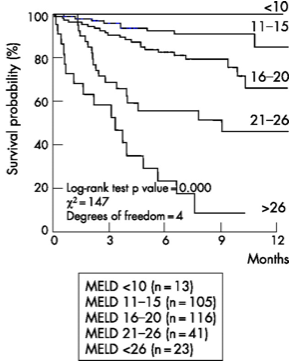 Survival probability (%)
100
80
60
40
20
0
<10
11–15
16–20
21–26
>26
Log-rank test p value = 0.000
χ² = 147
Degrees of freedom = 4
0 3 6 9 12
Months
MELD <10 (n = 13)
MELD 11–15 (n = 105)
MELD 16–20 (n = 116)
MELD 21–26 (n = 41)
MELD <26 (n = 23)